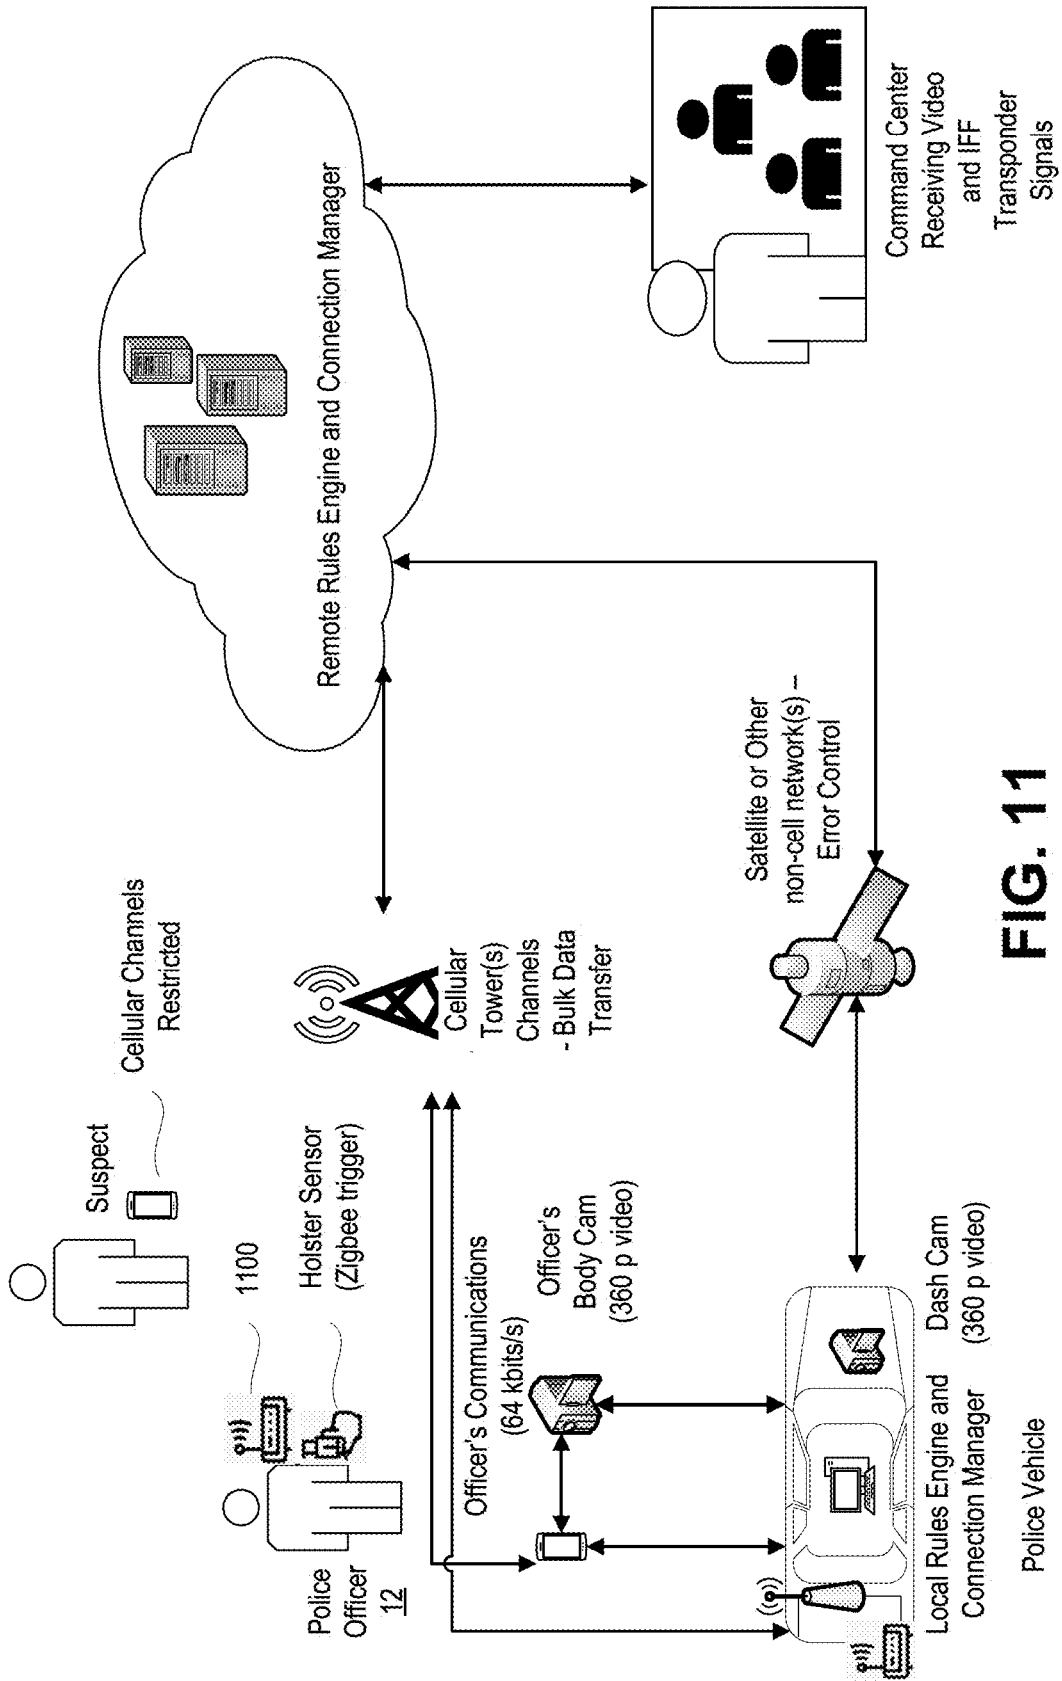 Suspect
Cellular Channels
Restricted
1100
Holster Sensor
(Zigbee trigger)
Police
Officer
12
Remote Rules Engine and Connection Manager
Cellular
Tower(s)
Channels
- Bulk Data
Transfer
Officer's Communications
(64 kbits/s)
Officer's
Body Cam
(360 p video)
Satellite or Other
non-cell network(s) –
Error Control
Command Center
Receiving Video
and IFF
Transponder
Signals
Dash Cam
(360 p video)
Local Rules Engine and
Connection Manager
Police Vehicle
FIG. 11